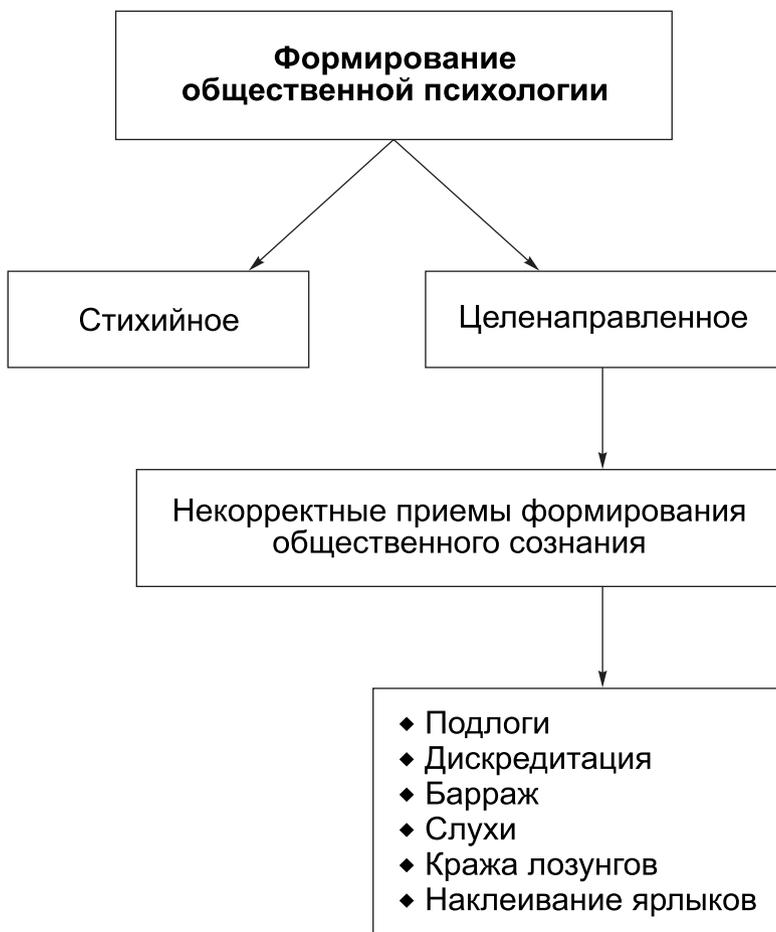 Формирование
общественной психологии
Стихийное
Целенаправленное
Некорректные приемы формирования
общественного сознания
◆ Подлоги
◆ Дискредитация
◆ Барраж
◆ Слухи
◆ Кража лозунгов
◆ Наклеивание ярлыков